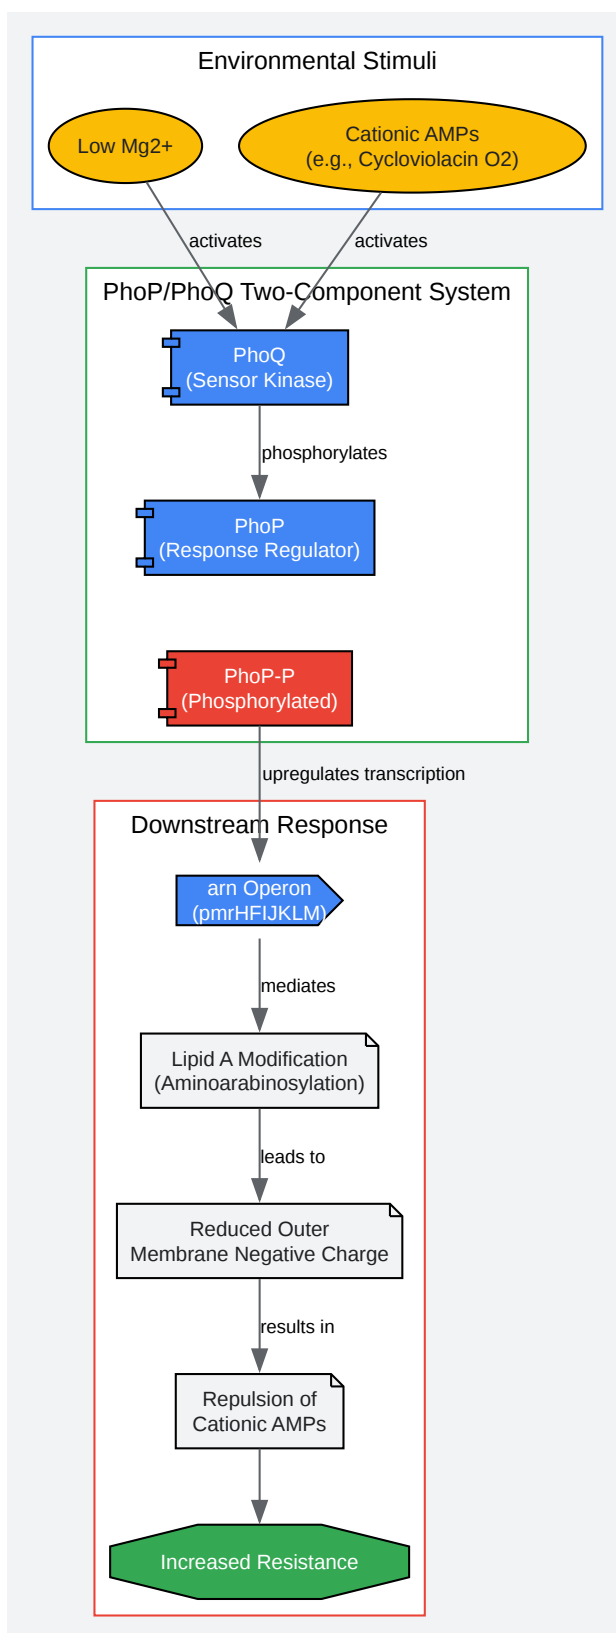 Environmental Stimuli
Low Mg2+
Cationic AMPs
(e.g., Cycloviolacin O2)
activates
activates
PhoP/PhoQ Two-Component System
PhoQ
(Sensor Kinase)
phosphorylates
PhoP
(Response Regulator)
PhoP-P
(Phosphorylated)
upregulates transcription
Downstream Response
arn Operon
(pmrHFIJKLM)
mediates
Lipid A Modification
(Aminoarabinosylation)
leads to
Reduced Outer
Membrane Negative Charge
results in
Repulsion of
Cationic AMPs
Increased Resistance